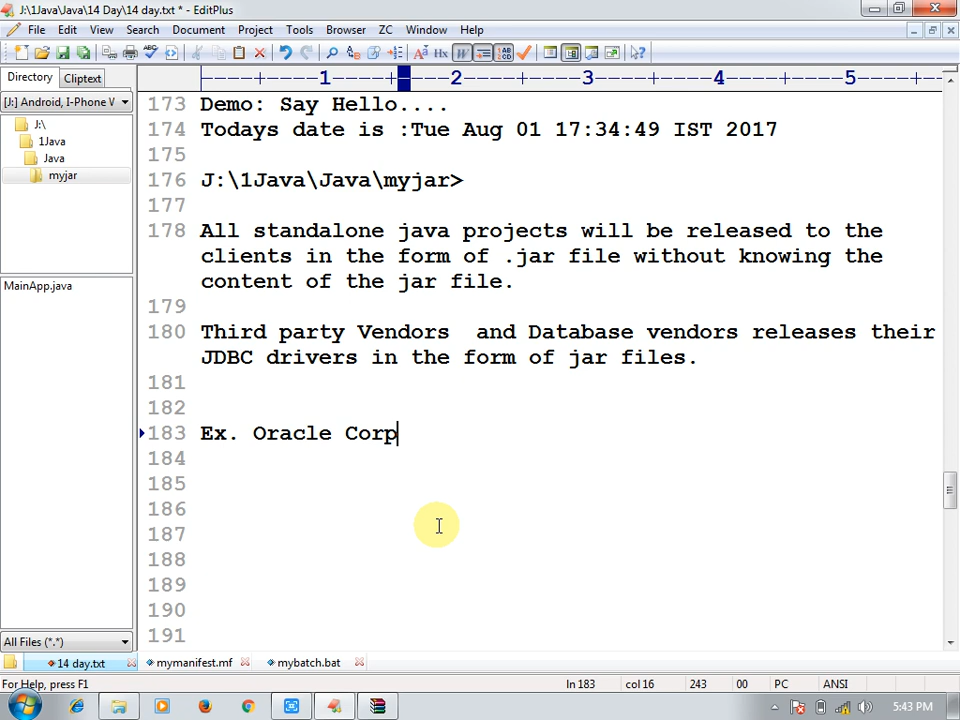 J:\1Java\Java\14 Day\14 day.txt * - EditPlus
File Edit View Search Document Project Tools Browser ZC Window Help
Directory Cliptext
1 2 3 4 5
[J:] Android, I-Phone V
J:\
1Java
Java
myjar
MainApp.java
All Files (*.*)
173 Demo: Say Hello....
174 Todays date is :Tue Aug 01 17:34:49 IST 2017
175
176 J:\1Java\Java\myjar>
177
178 All standalone java projects will be released to the
clients in the form of .jar file without knowing the
content of the jar file.
179
180 Third party Vendors  and Database vendors releases their
JDBC drivers in the form of jar files.
181
182
183 Ex. Oracle Corp
184
185
186
187
188
189
190
191
14 day.txt mymanifest.mf mybatch.bat
For Help, press F1 ln 183 col 16 243 00 PC ANSI
5:43 PM